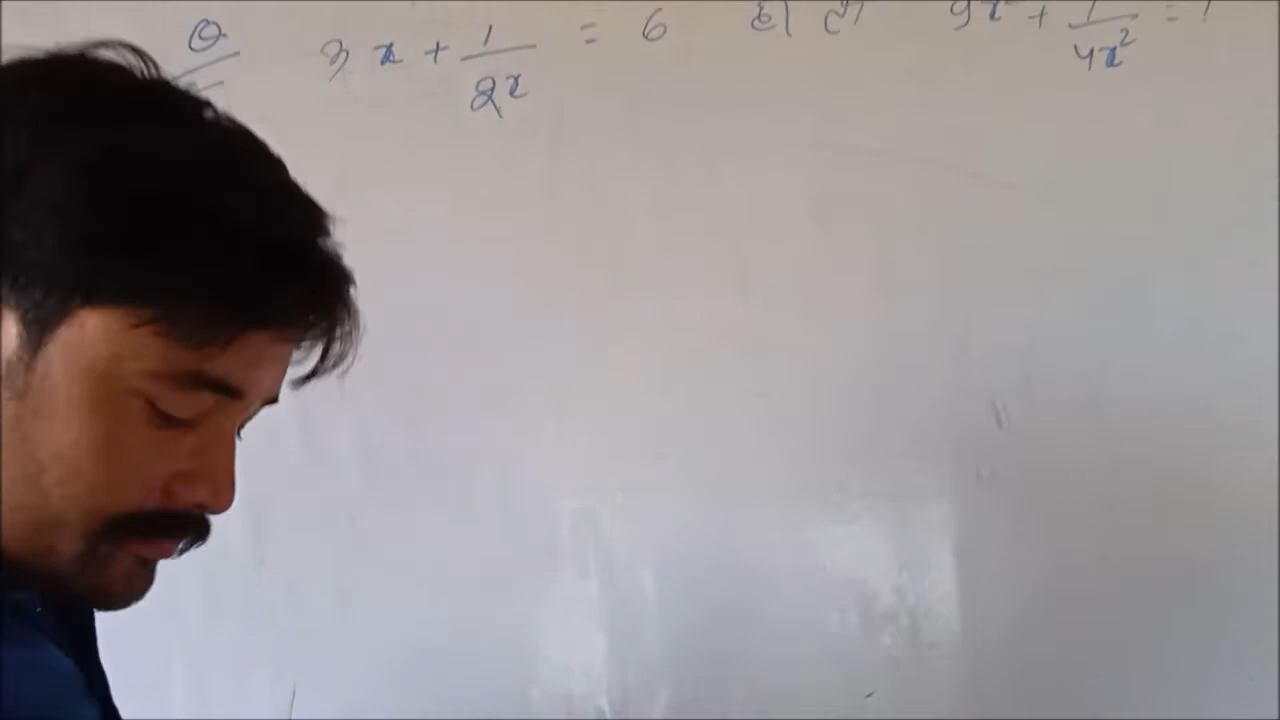 Q 3x + 1/2x = 6 हो तो 9x² + 1/4x² = ?